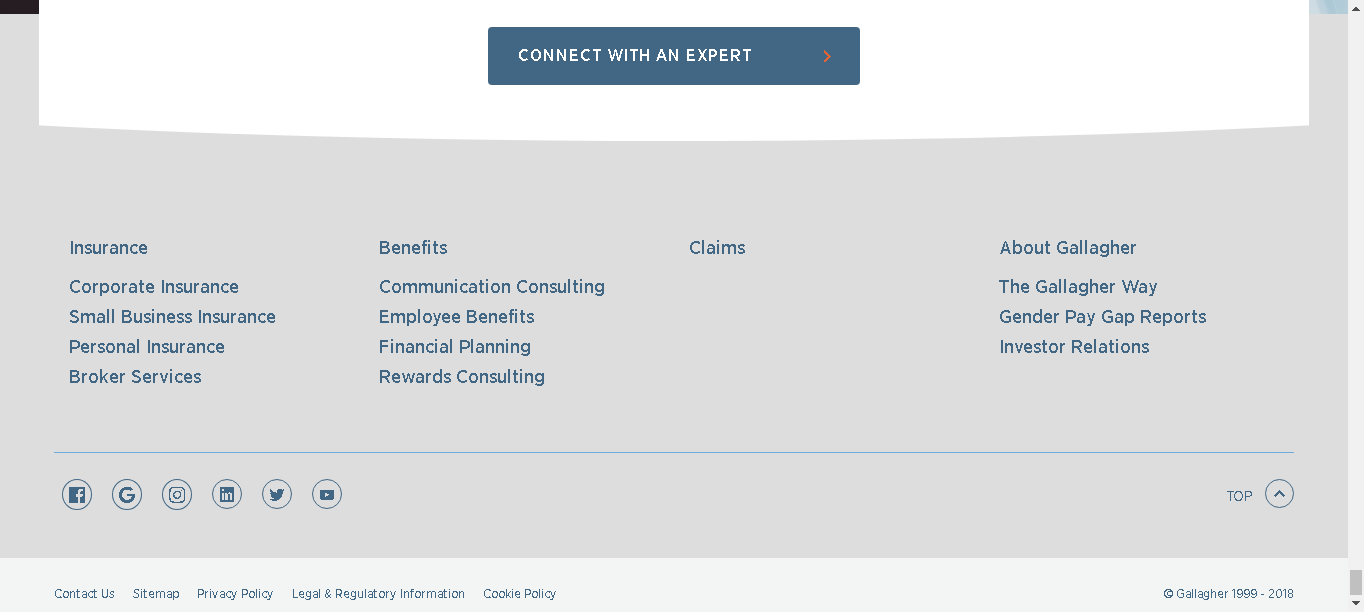 CONNECT WITH AN EXPERT
Insurance
Corporate Insurance
Small Business Insurance
Personal Insurance
Broker Services
Benefits
Communication Consulting
Employee Benefits
Financial Planning
Rewards Consulting
Claims
About Gallagher
The Gallagher Way
Gender Pay Gap Reports
Investor Relations
TOP
Contact Us Sitemap Privacy Policy Legal & Regulatory Information Cookie Policy © Gallagher 1999 - 2018